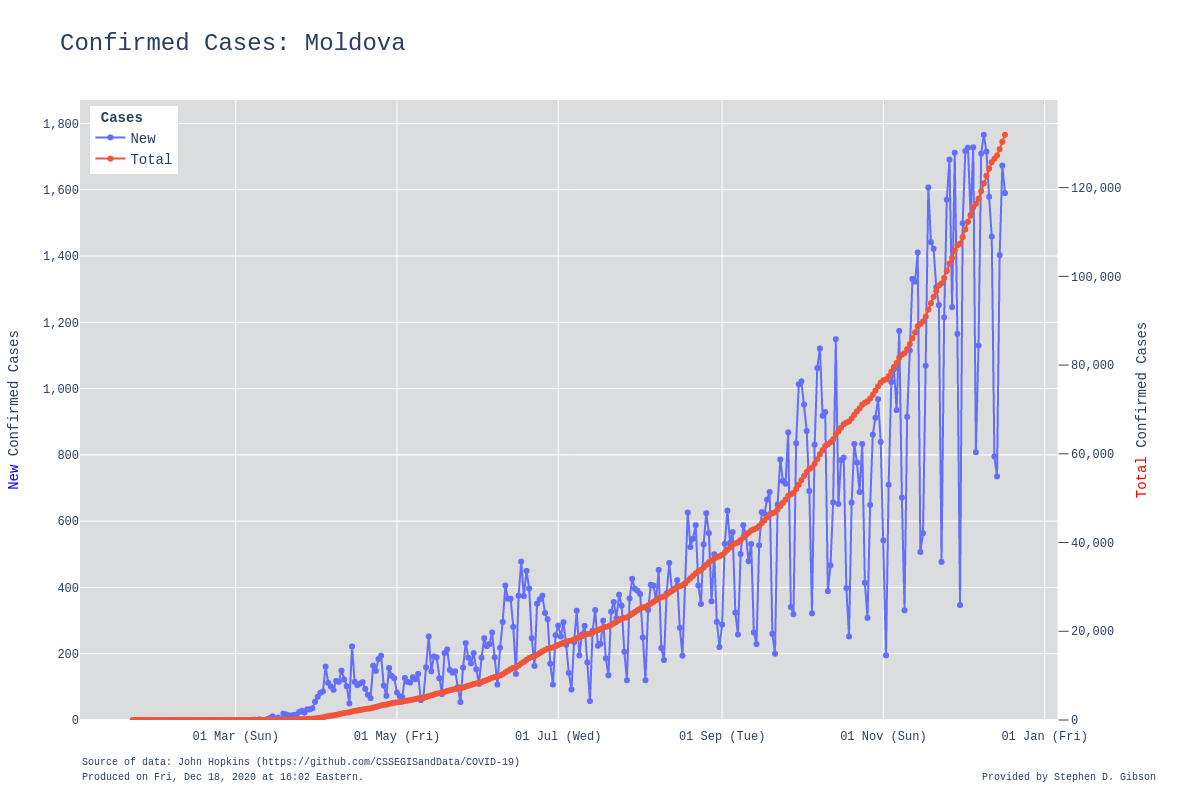 Confirmed Cases: Moldova
Cases
New
Total
1,800
1,600
1,400
1,200
1,000
800
600
400
200
0
New Confirmed Cases
120,000
100,000
80,000
60,000
40,000
20,000
0
Total Confirmed Cases
01 Mar (Sun)
01 May (Fri)
01 Jul (Wed)
01 Sep (Tue)
01 Nov (Sun)
01 Jan (Fri)
Source of data: John Hopkins (https://github.com/CSSEGISandData/COVID-19)
Produced on Fri, Dec 18, 2020 at 16:02 Eastern.
Provided by Stephen D. Gibson